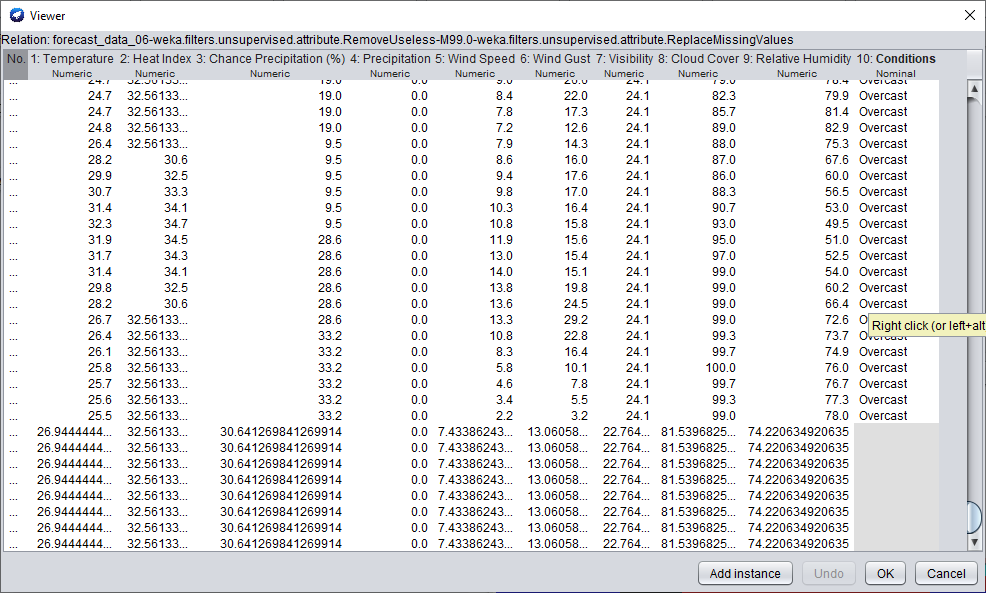 Viewer
Relation: forecast_data_06-weka.filters.unsupervised.attribute.RemoveUseless-M99.0-weka.filters.unsupervised.attribute.ReplaceMissingValues
No. 1: Temperature 2: Heat Index 3: Chance Precipitation (%) 4: Precipitation 5: Wind Speed 6: Wind Gust 7: Visibility 8: Cloud Cover 9: Relative Humidity 10: Conditions
Numeric Numeric Numeric Numeric Numeric Numeric Numeric Numeric Numeric Nominal
... 24.7 32.56133... 19.0 0.0 9.0 26.0 24.1 79.0 78.4 Overcast
... 24.7 32.56133... 19.0 0.0 8.4 22.0 24.1 82.3 79.9 Overcast
... 24.7 32.56133... 19.0 0.0 7.8 17.3 24.1 85.7 81.4 Overcast
... 24.8 32.56133... 19.0 0.0 7.2 12.6 24.1 89.0 82.9 Overcast
... 26.4 32.56133... 9.5 0.0 7.9 14.3 24.1 88.0 75.3 Overcast
... 28.2 30.6 9.5 0.0 8.6 16.0 24.1 87.0 67.6 Overcast
... 29.9 32.5 9.5 0.0 9.4 17.6 24.1 86.0 60.0 Overcast
... 30.7 33.3 9.5 0.0 9.8 17.0 24.1 88.3 56.5 Overcast
... 31.4 34.1 9.5 0.0 10.3 16.4 24.1 90.7 53.0 Overcast
... 32.3 34.7 9.5 0.0 10.8 15.8 24.1 93.0 49.5 Overcast
... 31.9 34.5 28.6 0.0 11.9 15.6 24.1 95.0 51.0 Overcast
... 31.7 34.3 28.6 0.0 13.0 15.4 24.1 97.0 52.5 Overcast
... 31.4 34.1 28.6 0.0 14.0 15.1 24.1 99.0 54.0 Overcast
... 29.8 32.5 28.6 0.0 13.8 19.8 24.1 99.0 60.2 Overcast
... 28.2 30.6 28.6 0.0 13.6 24.5 24.1 99.0 66.4 Overcast
... 26.7 32.56133... 28.6 0.0 13.3 29.2 24.1 99.0 72.6
Right click (or left+alt
... 26.4 32.56133... 33.2 0.0 10.8 22.8 24.1 99.3 73.7 Overcast
... 26.1 32.56133... 33.2 0.0 8.3 16.4 24.1 99.7 74.9 Overcast
... 25.8 32.56133... 33.2 0.0 5.8 10.1 24.1 100.0 76.0 Overcast
... 25.7 32.56133... 33.2 0.0 4.6 7.8 24.1 99.7 76.7 Overcast
... 25.6 32.56133... 33.2 0.0 3.4 5.5 24.1 99.3 77.3 Overcast
... 25.5 32.56133... 33.2 0.0 2.2 3.2 24.1 99.0 78.0 Overcast
... 26.9444444... 32.56133... 30.641269841269914 0.0 7.43386243... 13.06058... 22.764... 81.5396825... 74.220634920635
... 26.9444444... 32.56133... 30.641269841269914 0.0 7.43386243... 13.06058... 22.764... 81.5396825... 74.220634920635
... 26.9444444... 32.56133... 30.641269841269914 0.0 7.43386243... 13.06058... 22.764... 81.5396825... 74.220634920635
... 26.9444444... 32.56133... 30.641269841269914 0.0 7.43386243... 13.06058... 22.764... 81.5396825... 74.220634920635
... 26.9444444... 32.56133... 30.641269841269914 0.0 7.43386243... 13.06058... 22.764... 81.5396825... 74.220634920635
... 26.9444444... 32.56133... 30.641269841269914 0.0 7.43386243... 13.06058... 22.764... 81.5396825... 74.220634920635
... 26.9444444... 32.56133... 30.641269841269914 0.0 7.43386243... 13.06058... 22.764... 81.5396825... 74.220634920635
... 26.9444444... 32.56133... 30.641269841269914 0.0 7.43386243... 13.06058... 22.764... 81.5396825... 74.220634920635
Add instance Undo OK Cancel